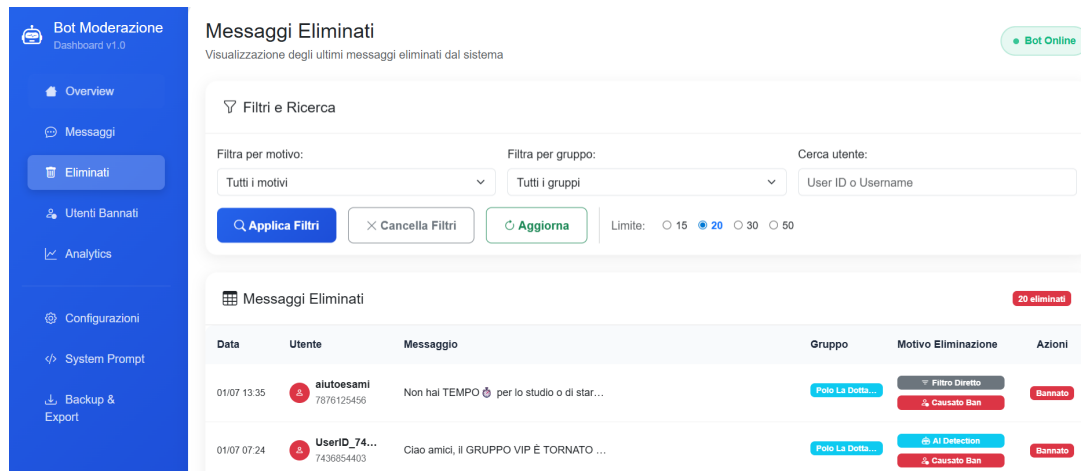 Bot Moderazione
Dashboard v1.0
Overview
Messaggi
Eliminati
Utenti Bannati
Analytics
Configurazioni
System Prompt
Backup &
Export
Messaggi Eliminati
Visualizzazione degli ultimi messaggi eliminati dal sistema
Bot Online
Filtri e Ricerca
Filtra per motivo: Filtra per gruppo: Cerca utente:
Tutti i motivi Tutti i gruppi User ID o Username
Applica Filtri Cancella Filtri Aggiorna Limite: 15 20 30 50
Messaggi Eliminati 20 eliminati
Data Utente Messaggio Gruppo Motivo Eliminazione Azioni
01/07 13:35 aiutoesami Non hai TEMPO ⏱ per lo studio o di star... Polo La Dotta... Filtro Diretto Bannato
7876125456 Causato Ban
01/07 07:24 UserID_74... Ciao amici, il GRUPPO VIP È TORNATO ... Polo La Dotta... AI Detection Bannato
7436854403 Causato Ban